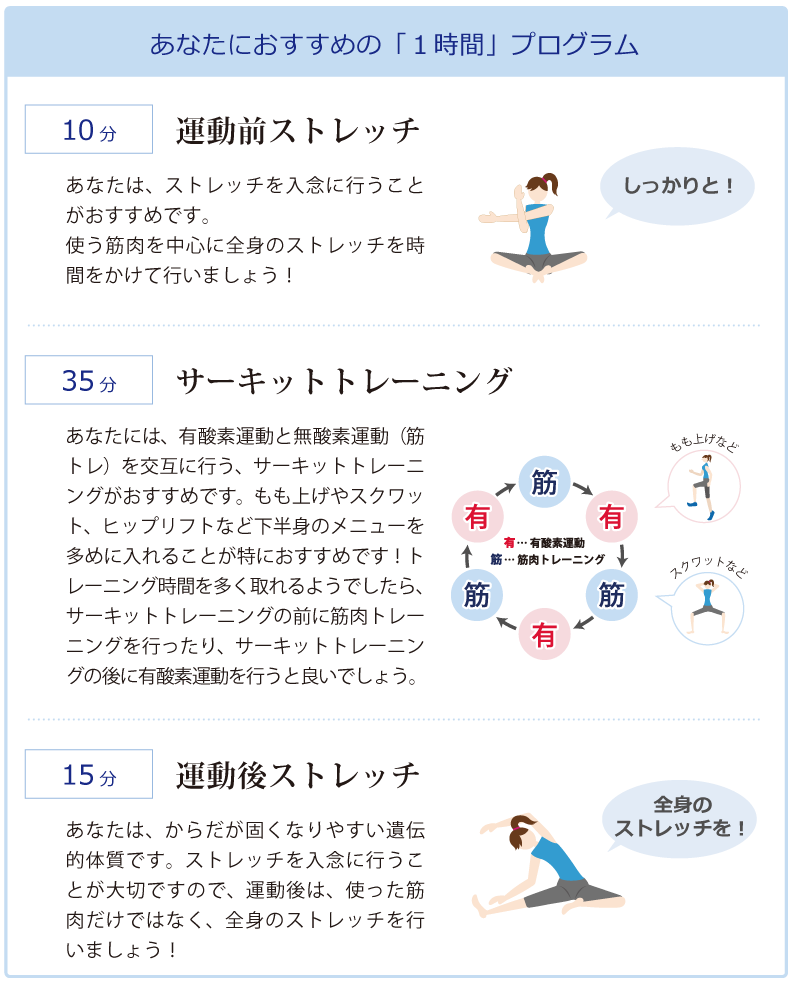 あなたにおすすめの「１時間」プログラム
10 分
運動前ストレッチ
あなたは、ストレッチを入念に行うこと
がおすすめです。
使う筋肉を中心に全身のストレッチを時
間をかけて行いましょう！
しっかりと！
35 分
サーキットトレーニング
あなたには、有酸素運動と無酸素運動（筋
トレ）を交互に行う、サーキットトレーニ
ングがおすすめです。もも上げやスクワッ
ト、ヒップリフトなど下半身のメニューを
多めに入れることが特におすすめです！ト
レーニング時間を多く取れるようでしたら、
サーキットトレーニングの前に筋肉トレー
ニングを行ったり、サーキットトレーニン
グの後に有酸素運動を行うと良いでしょう。
筋
有
有
有… 有酸素運動
筋… 筋肉トレーニング
筋
筋
有
もも上げなど
スクワットなど
15 分
運動後ストレッチ
あなたは、からだが固くなりやすい遺伝
的体質です。ストレッチを入念に行うこ
とが大切ですので、運動後は、使った筋
肉だけではなく、全身のストレッチを行
いましょう！
全身の
ストレッチを！